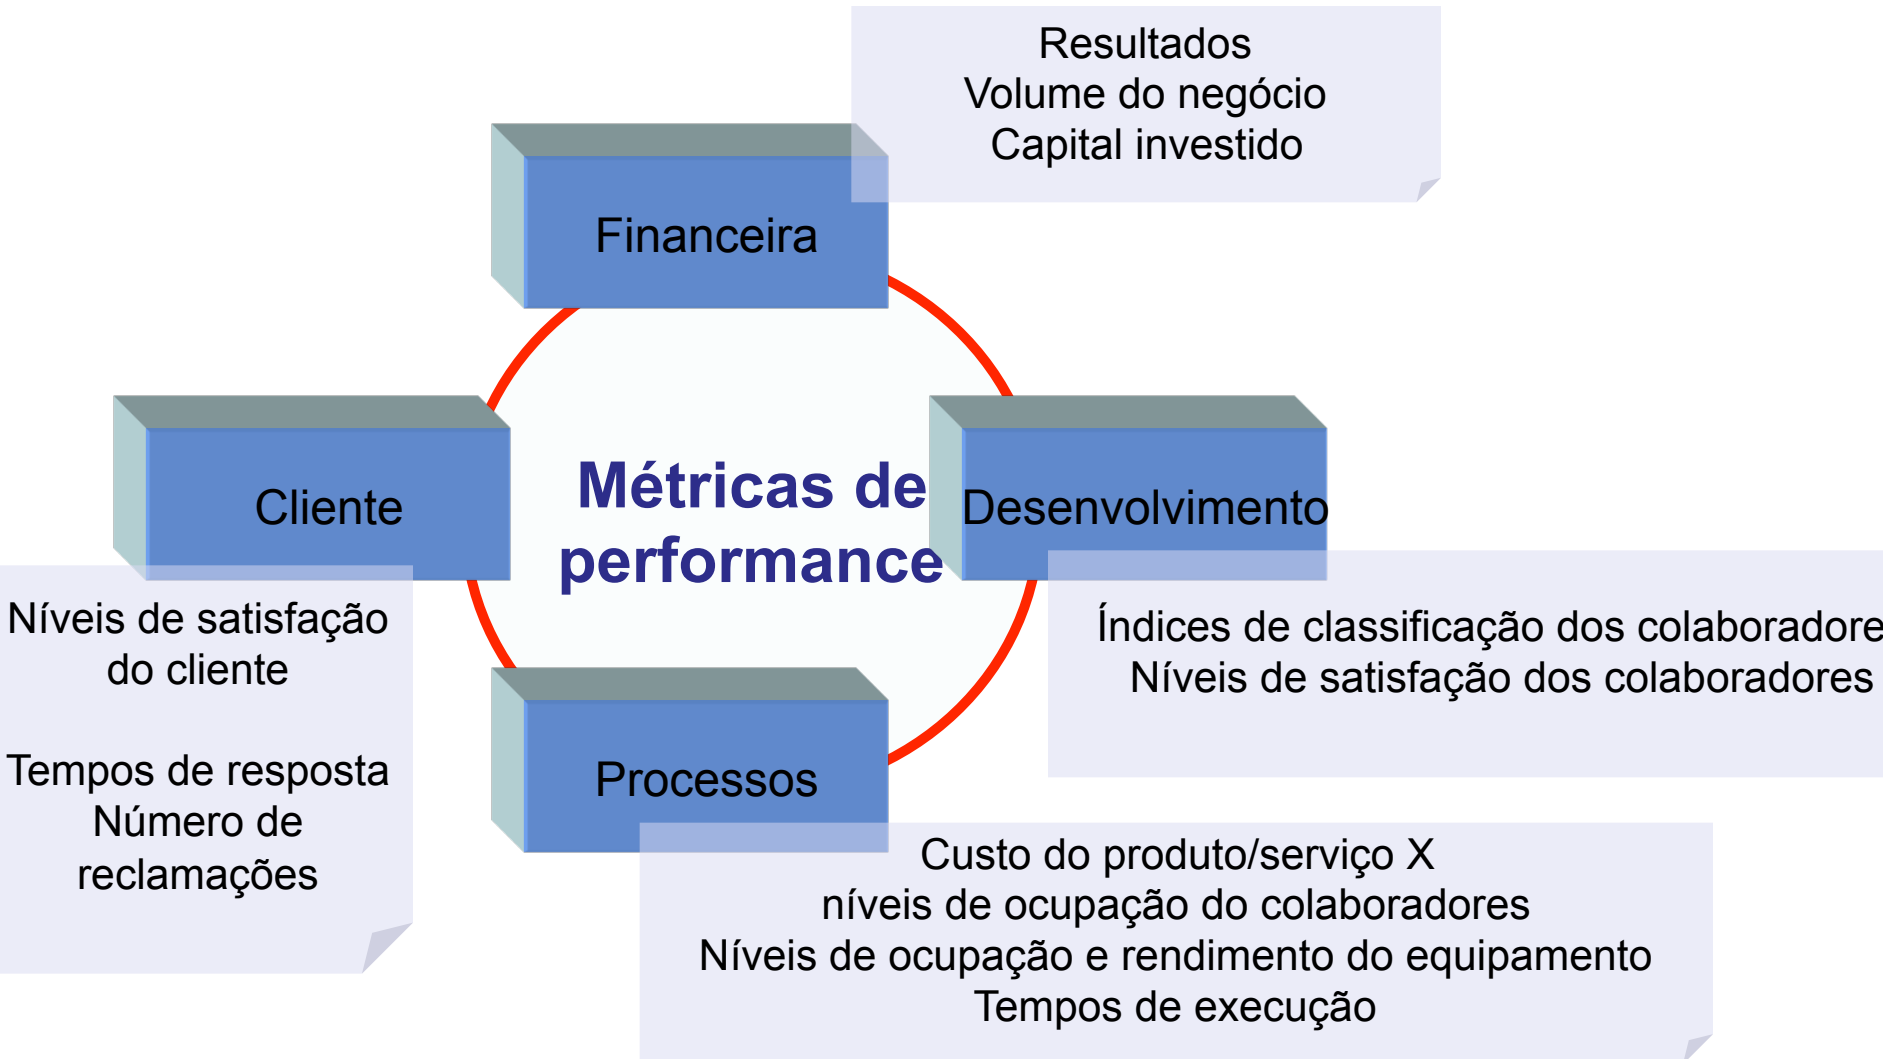 Resultados
Volume do negócio
Capital investido
Financeira
Cliente
Métricas de
performance
Desenvolvimento
Níveis de satisfação
do cliente
Tempos de resposta
Número de
reclamações
Índices de classificação dos colaboradore
Níveis de satisfação dos colaboradores
Processos
Custo do produto/serviço X
níveis de ocupação do colaboradores
Níveis de ocupação e rendimento do equipamento
Tempos de execução